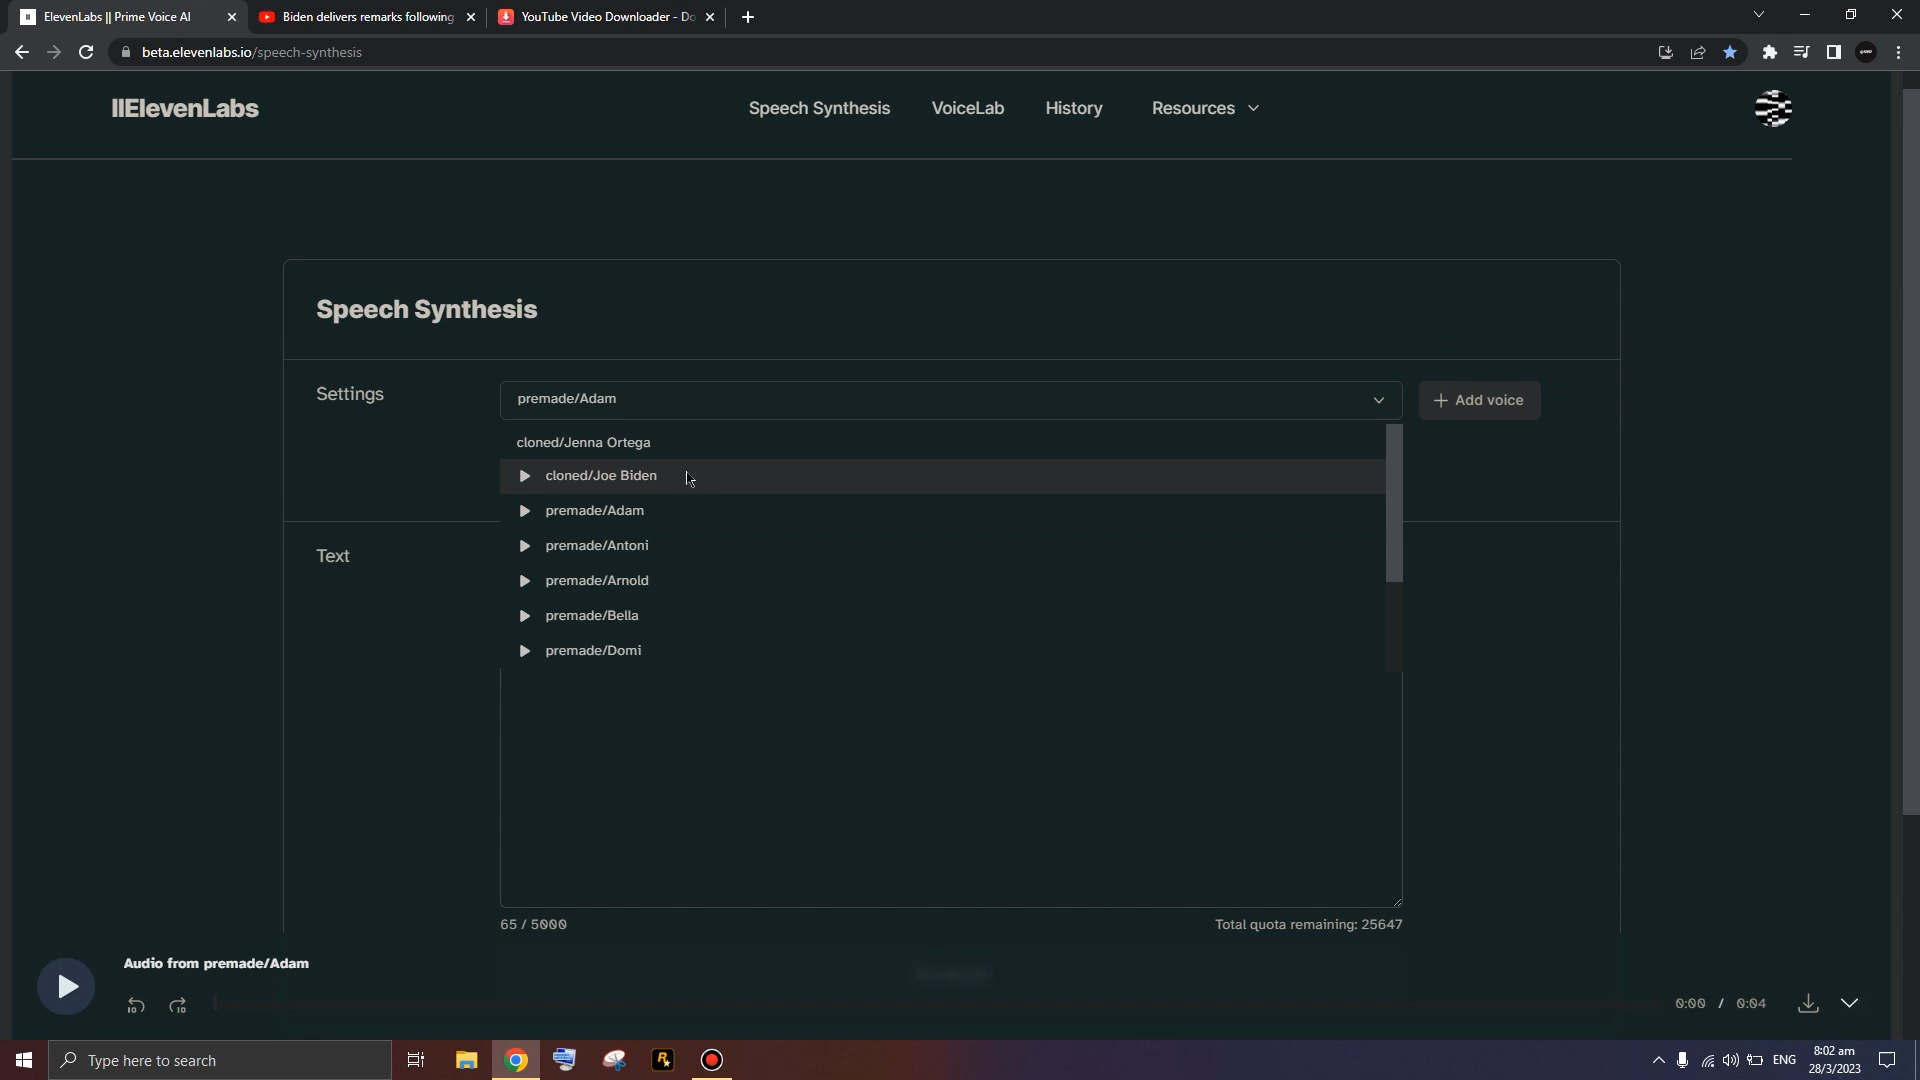 ElevenLabs || Prime Voice AI
Biden delivers remarks following
YouTube Video Downloader - Do
beta.elevenlabs.io/speech-synthesis
IIElevenLabs
Speech Synthesis
VoiceLab
History
Resources
Speech Synthesis
Settings
premade/Adam
+ Add voice
cloned/Jenna Ortega
cloned/Joe Biden
premade/Adam
premade/Antoni
premade/Arnold
premade/Bella
premade/Domi
Text
65 / 5000
Total quota remaining: 25647
Audio from premade/Adam
10
10
0:00 / 0:04
Type here to search
ENG
8:02 am
28/3/2023